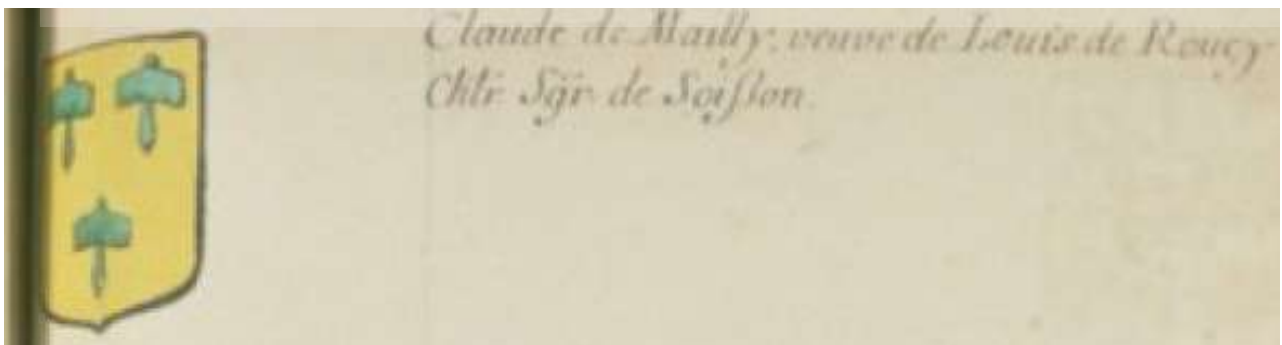 Claude de Mailly, veuve de Louis de Roucy
Chlr Sgr de Soisson.